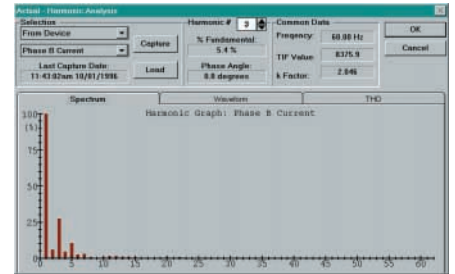 Actual - Harmonic Analysis
Selection
From Device
Phase B Current
Last Capture Date:
11:43:02am 10/01/1996
Capture
Load
Harmonic #
% Fundamental:
5.4 %
Phase Angle:
0.0 degrees
Common Data
Freqency: 60.00 Hz
TIF Value: 8375.9
k Factor: 2.046
OK
Cancel
Spectrum Waveform THD
Harmonic Graph: Phase B Current
100
(%)
75
50
25
0 5 10 15 20 25 30 35 40 45 50 55 60